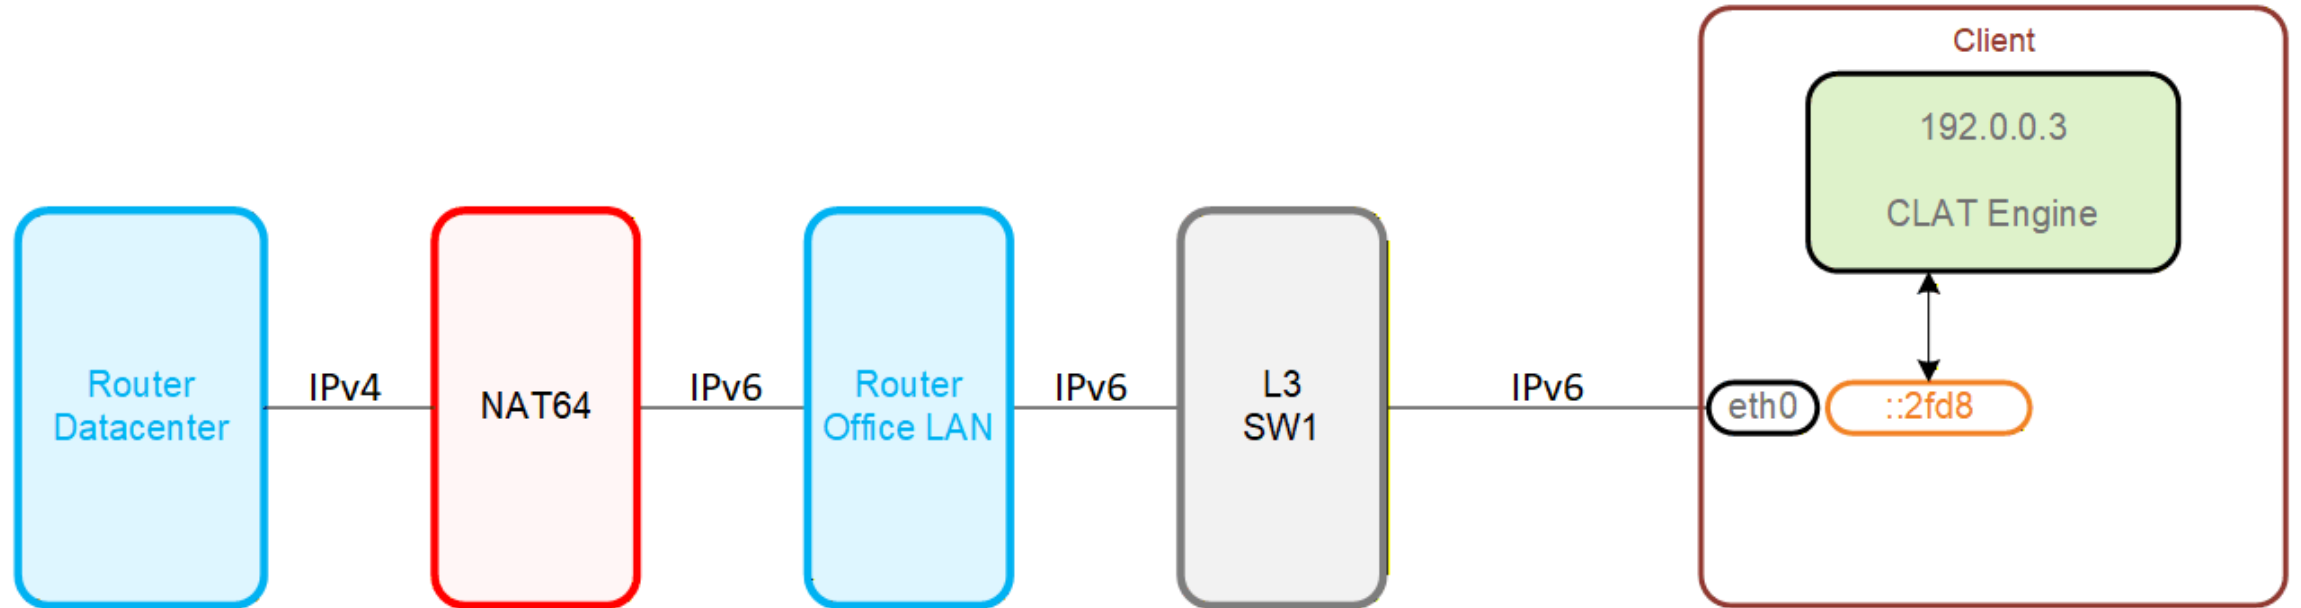 Client
192.0.0.3
CLAT Engine
Router
Datacenter
IPv4
NAT64
IPv6
Router
Office LAN
IPv6
L3
SW1
IPv6
eth0
::2fd8